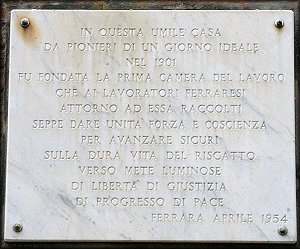 IN QUESTA UMILE CASA
DA PIONIERI DI UN GIORNO IDEALE
NEL 1901
FU FONDATA LA PRIMA CAMERA DEL LAVORO
CHE AI LAVORATORI FERRARESI
ATTORNO AD ESSA RACCOLTI
SEPPE DARE UNITÀ FORZA E COSCIENZA
PER AVANZARE SICURI
SULLA DURA VITA DEL RISCATTO
VERSO METE LUMINOSE
DI LIBERTÀ DI GIUSTIZIA
DI PROGRESSO DI PACE
FERRARA APRILE 1954